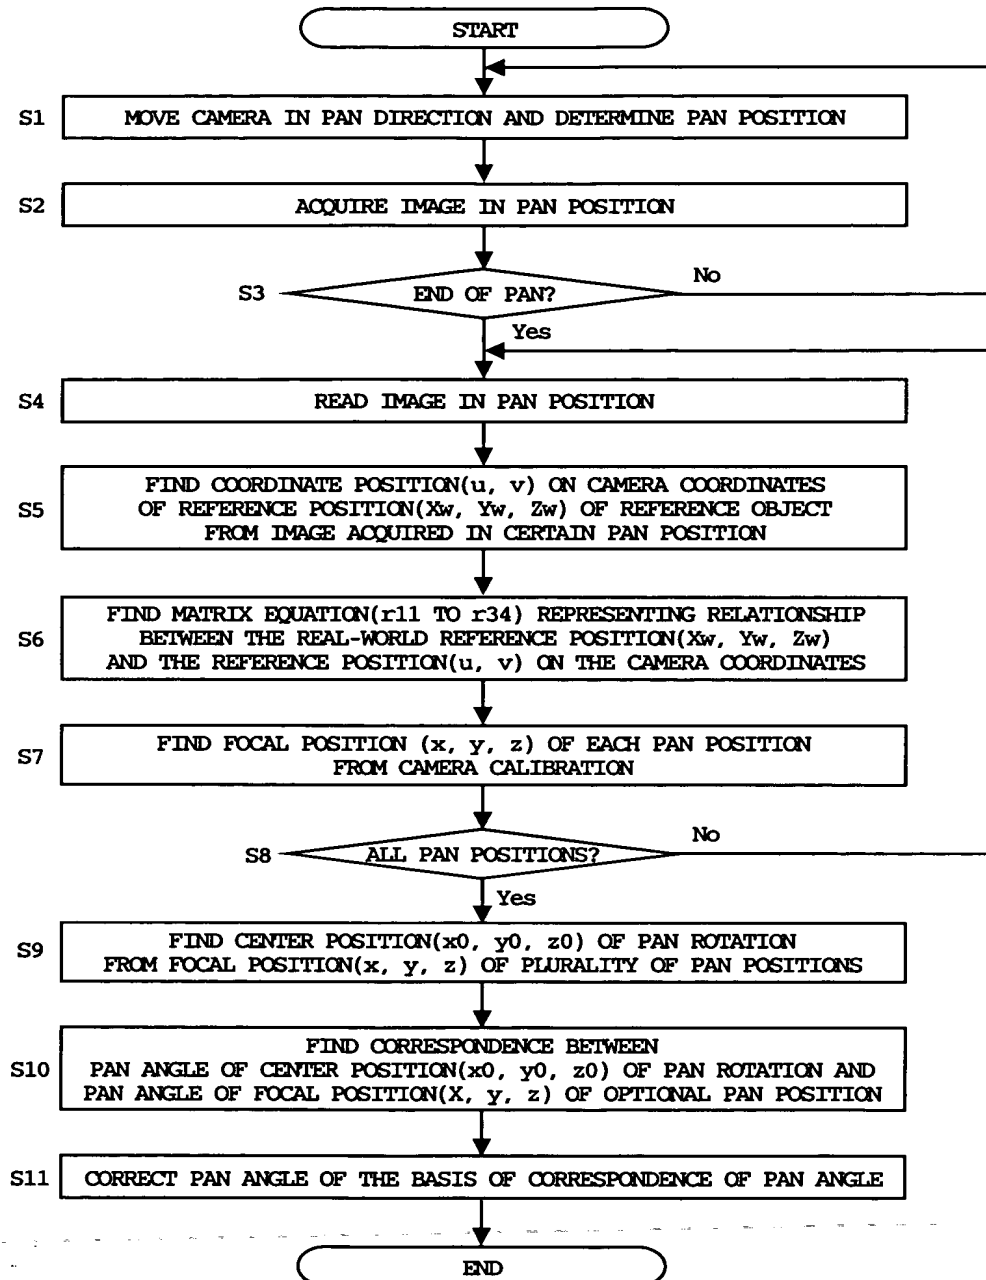 START
S1 MOVE CAMERA IN PAN DIRECTION AND DETERMINE PAN POSITION
S2 ACQUIRE IMAGE IN PAN POSITION
S3 END OF PAN? No
Yes
S4 READ IMAGE IN PAN POSITION
FIND COORDINATE POSITION(u, v) ON CAMERA COORDINATES
S5 OF REFERENCE POSITION(Xw, Yw, Zw) OF REFERENCE OBJECT
FROM IMAGE ACQUIRED IN CERTAIN PAN POSITION
FIND MATRIX EQUATION(r11 TO r34) REPRESENTING RELATIONSHIP
S6 BETWEEN THE REAL-WORLD REFERENCE POSITION(Xw, Yw, Zw)
AND THE REFERENCE POSITION(u, v) ON THE CAMERA COORDINATES
S7 FIND FOCAL POSITION (x, y, z) OF EACH PAN POSITION
FROM CAMERA CALIBRATION
S8 ALL PAN POSITIONS? No
Yes
S9 FIND CENTER POSITION(x0, y0, z0) OF PAN ROTATION
FROM FOCAL POSITION(x, y, z) OF PLURALITY OF PAN POSITIONS
FIND CORRESPONDENCE BETWEEN
S10 PAN ANGLE OF CENTER POSITION(x0, y0, z0) OF PAN ROTATION AND
PAN ANGLE OF FOCAL POSITION(X, y, z) OF OPTIONAL PAN POSITION
S11 CORRECT PAN ANGLE OF THE BASIS OF CORRESPONDENCE OF PAN ANGLE
END